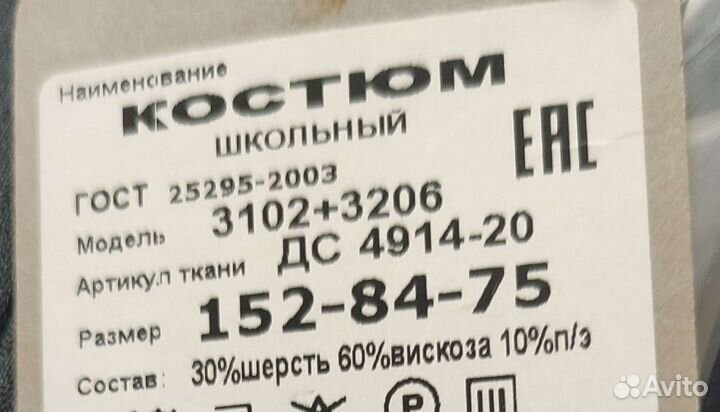 Наименование
КОСТЮМ
ШКОЛЬНЫЙ
EAC
ГОСТ 25295-2003
Модель 3102+3206
Артикул ткани ДС 4914-20
Размер 152-84-75
Состав: 30%шерсть 60%вискоза 10%п/э
P
Avito